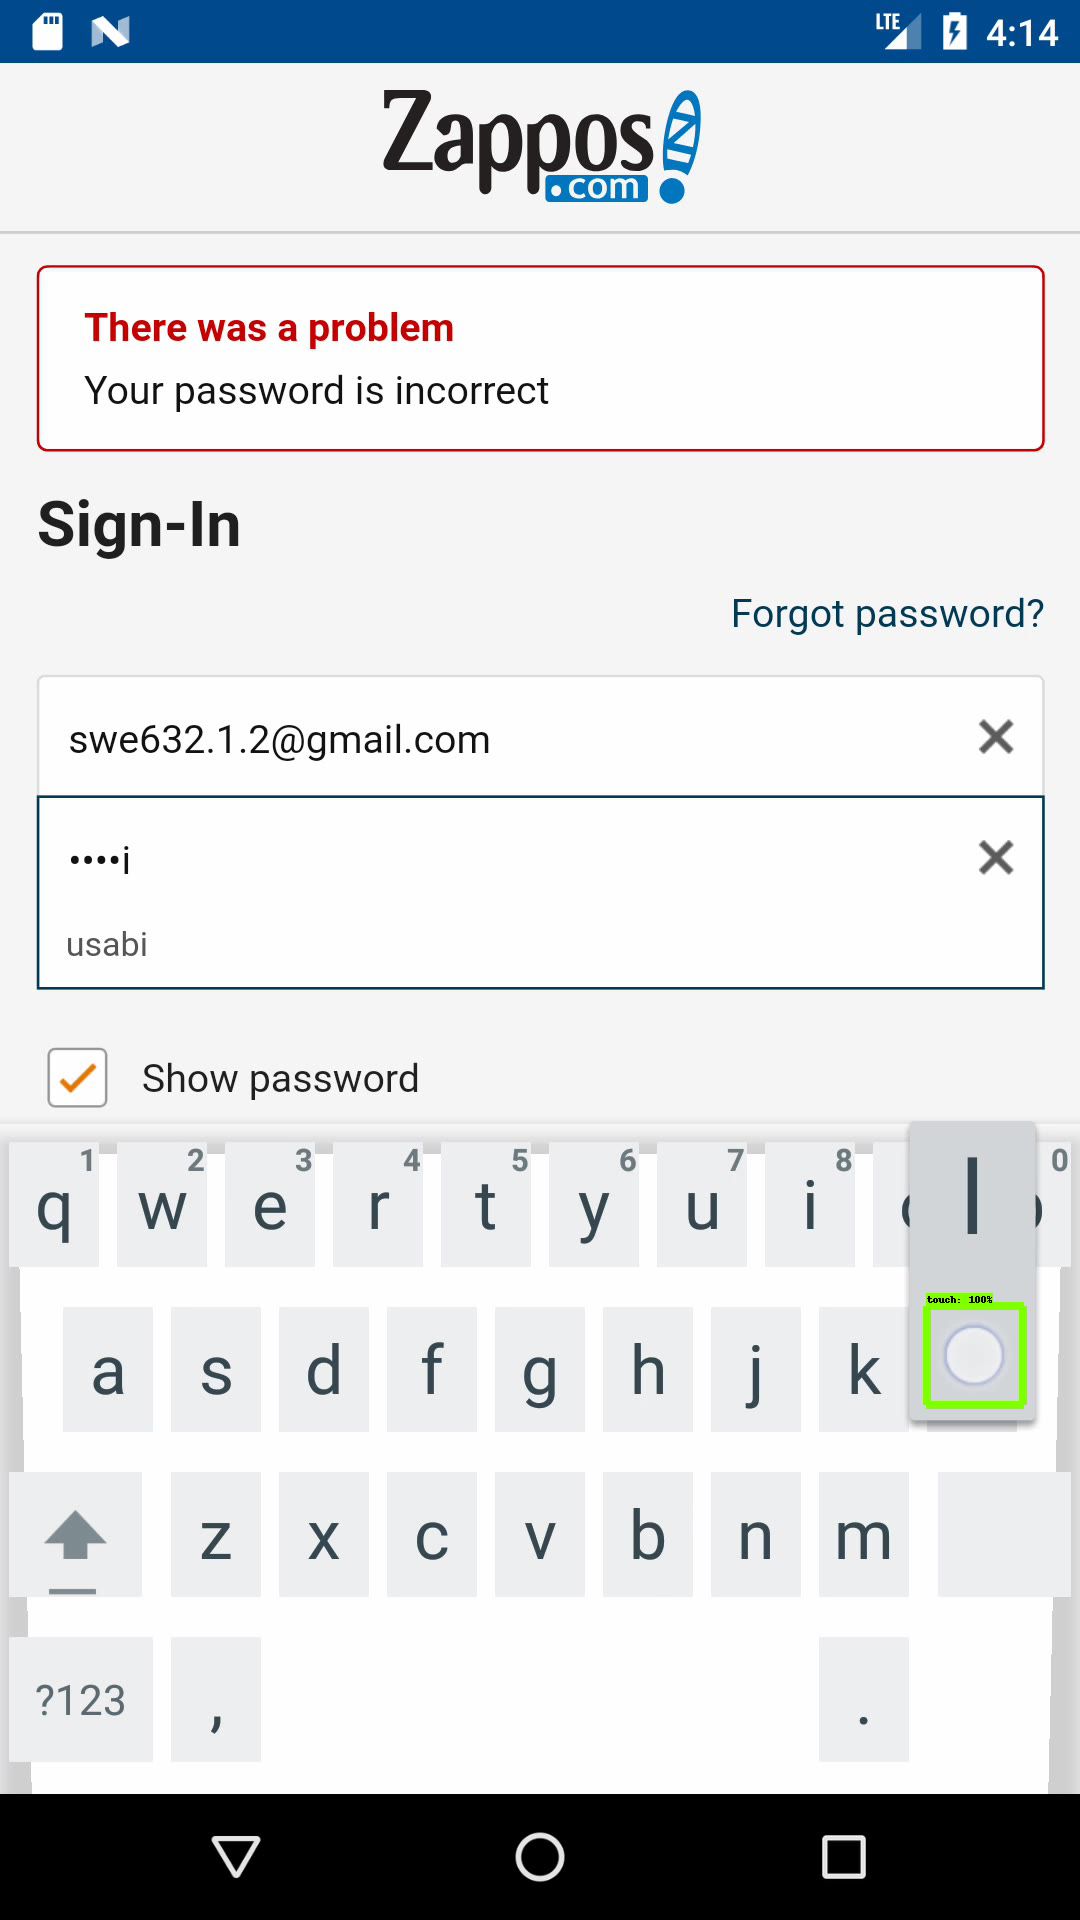 LTE 4:14
Zappos
.com
There was a problem
Your password is incorrect
Sign-In
Forgot password?
swe632.1.2@gmail.com
••••i
usabi
Show password
1 2 3 4 5 6 7 8 0
q w e r t y u i
l
touch: 100%
a s d f g h j k
z x c v b n m
?123 , .